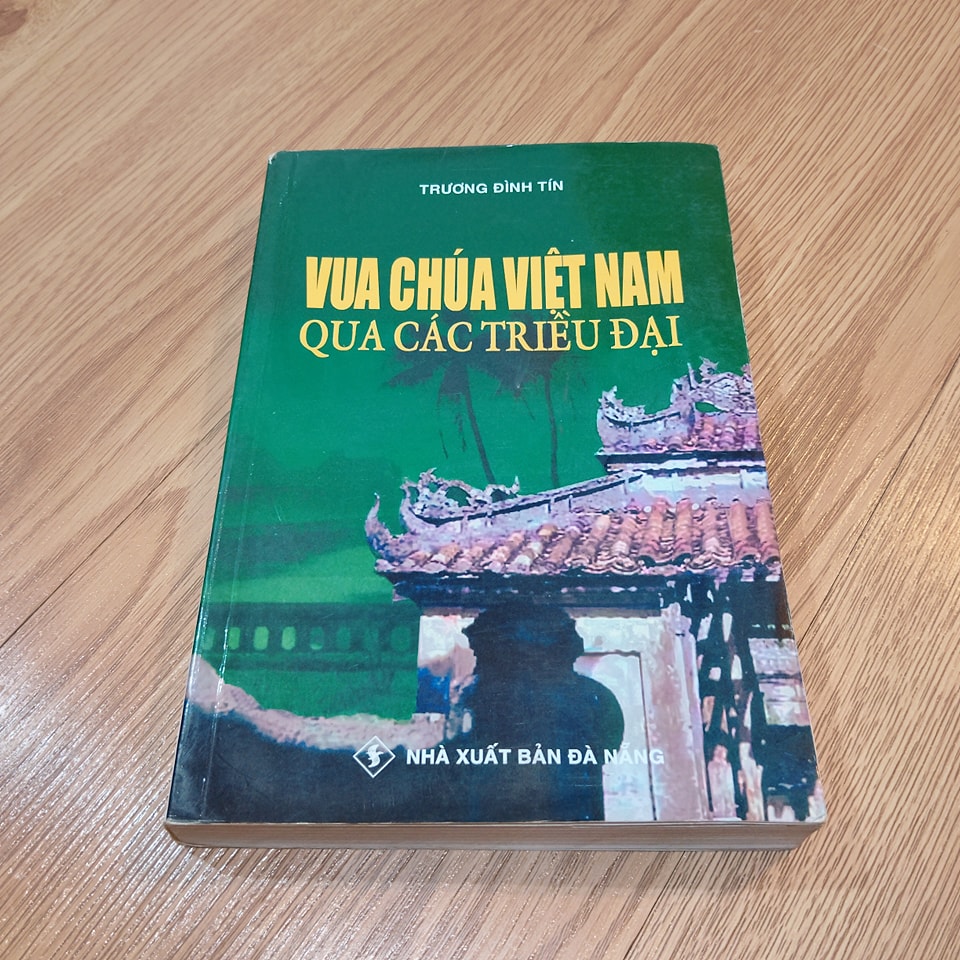 TRƯƠNG ĐÌNH TÍN
VUA CHÚA VIỆT NAM
QUA CÁC TRIỀU ĐẠI
NHÀ XUẤT BẢN ĐÀ NẴNG